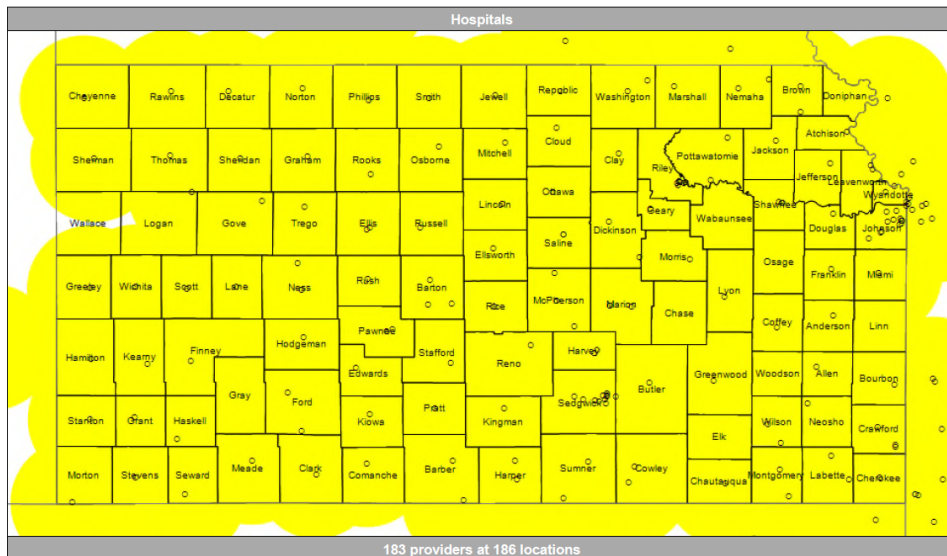 Hospitals
Cheyenne Rawlins Decatur Norton Phillips Smith Jewell Republic Washington Marshall Nemaha Brown Doniphan
Atchison
Cloud
Sherman Thomas Sheridan Graham Rooks Osborne Mitchell Clay Riley Pottawatomie Jackson
Jefferson Leavenworth
Wyandotte
Wallace Logan Gove Trego Ellis Russell Lincoln Ottawa Dickinson Geary Wabaunsee Shawnee Douglas Johnson
Saline
Ellsworth Morris Osage
Greeley Wichita Scott Lane Ness Rush Barton Franklin Miami
Rice McPherson Marion Chase Lyon
Pawnee Coffey Anderson Linn
Hamilton Kearny Finney Hodgeman Stafford Reno Harvey
Edwards Butler Greenwood Woodson Allen Bourbon
Gray Ford
Stanton Grant Haskell Kiowa Pratt Kingman Sedgwick Wilson Neosho Crawford
Elk
Morton Stevens Seward Meade Clark Comanche Barber Harper Sumner Cowley Chautauqua Montgomery Labette Cherokee
183 providers at 186 locations